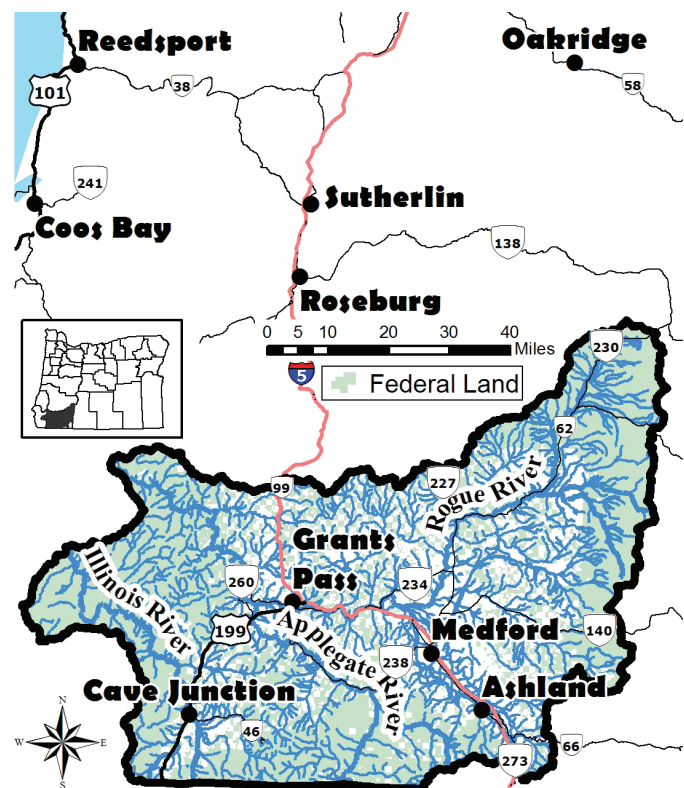 Reedsport
Oakridge
101
38
58
241
Sutherlin
Coos Bay
138
Roseburg
0 5 10 20 30 40
Miles
230
5
Federal Land
62
227
Rogue River
99
Grants
Pass
260
234
Illinois River
199
Applegate River
Medford
140
238
Cave Junction
Ashland
46
66
273
N
W
E
S